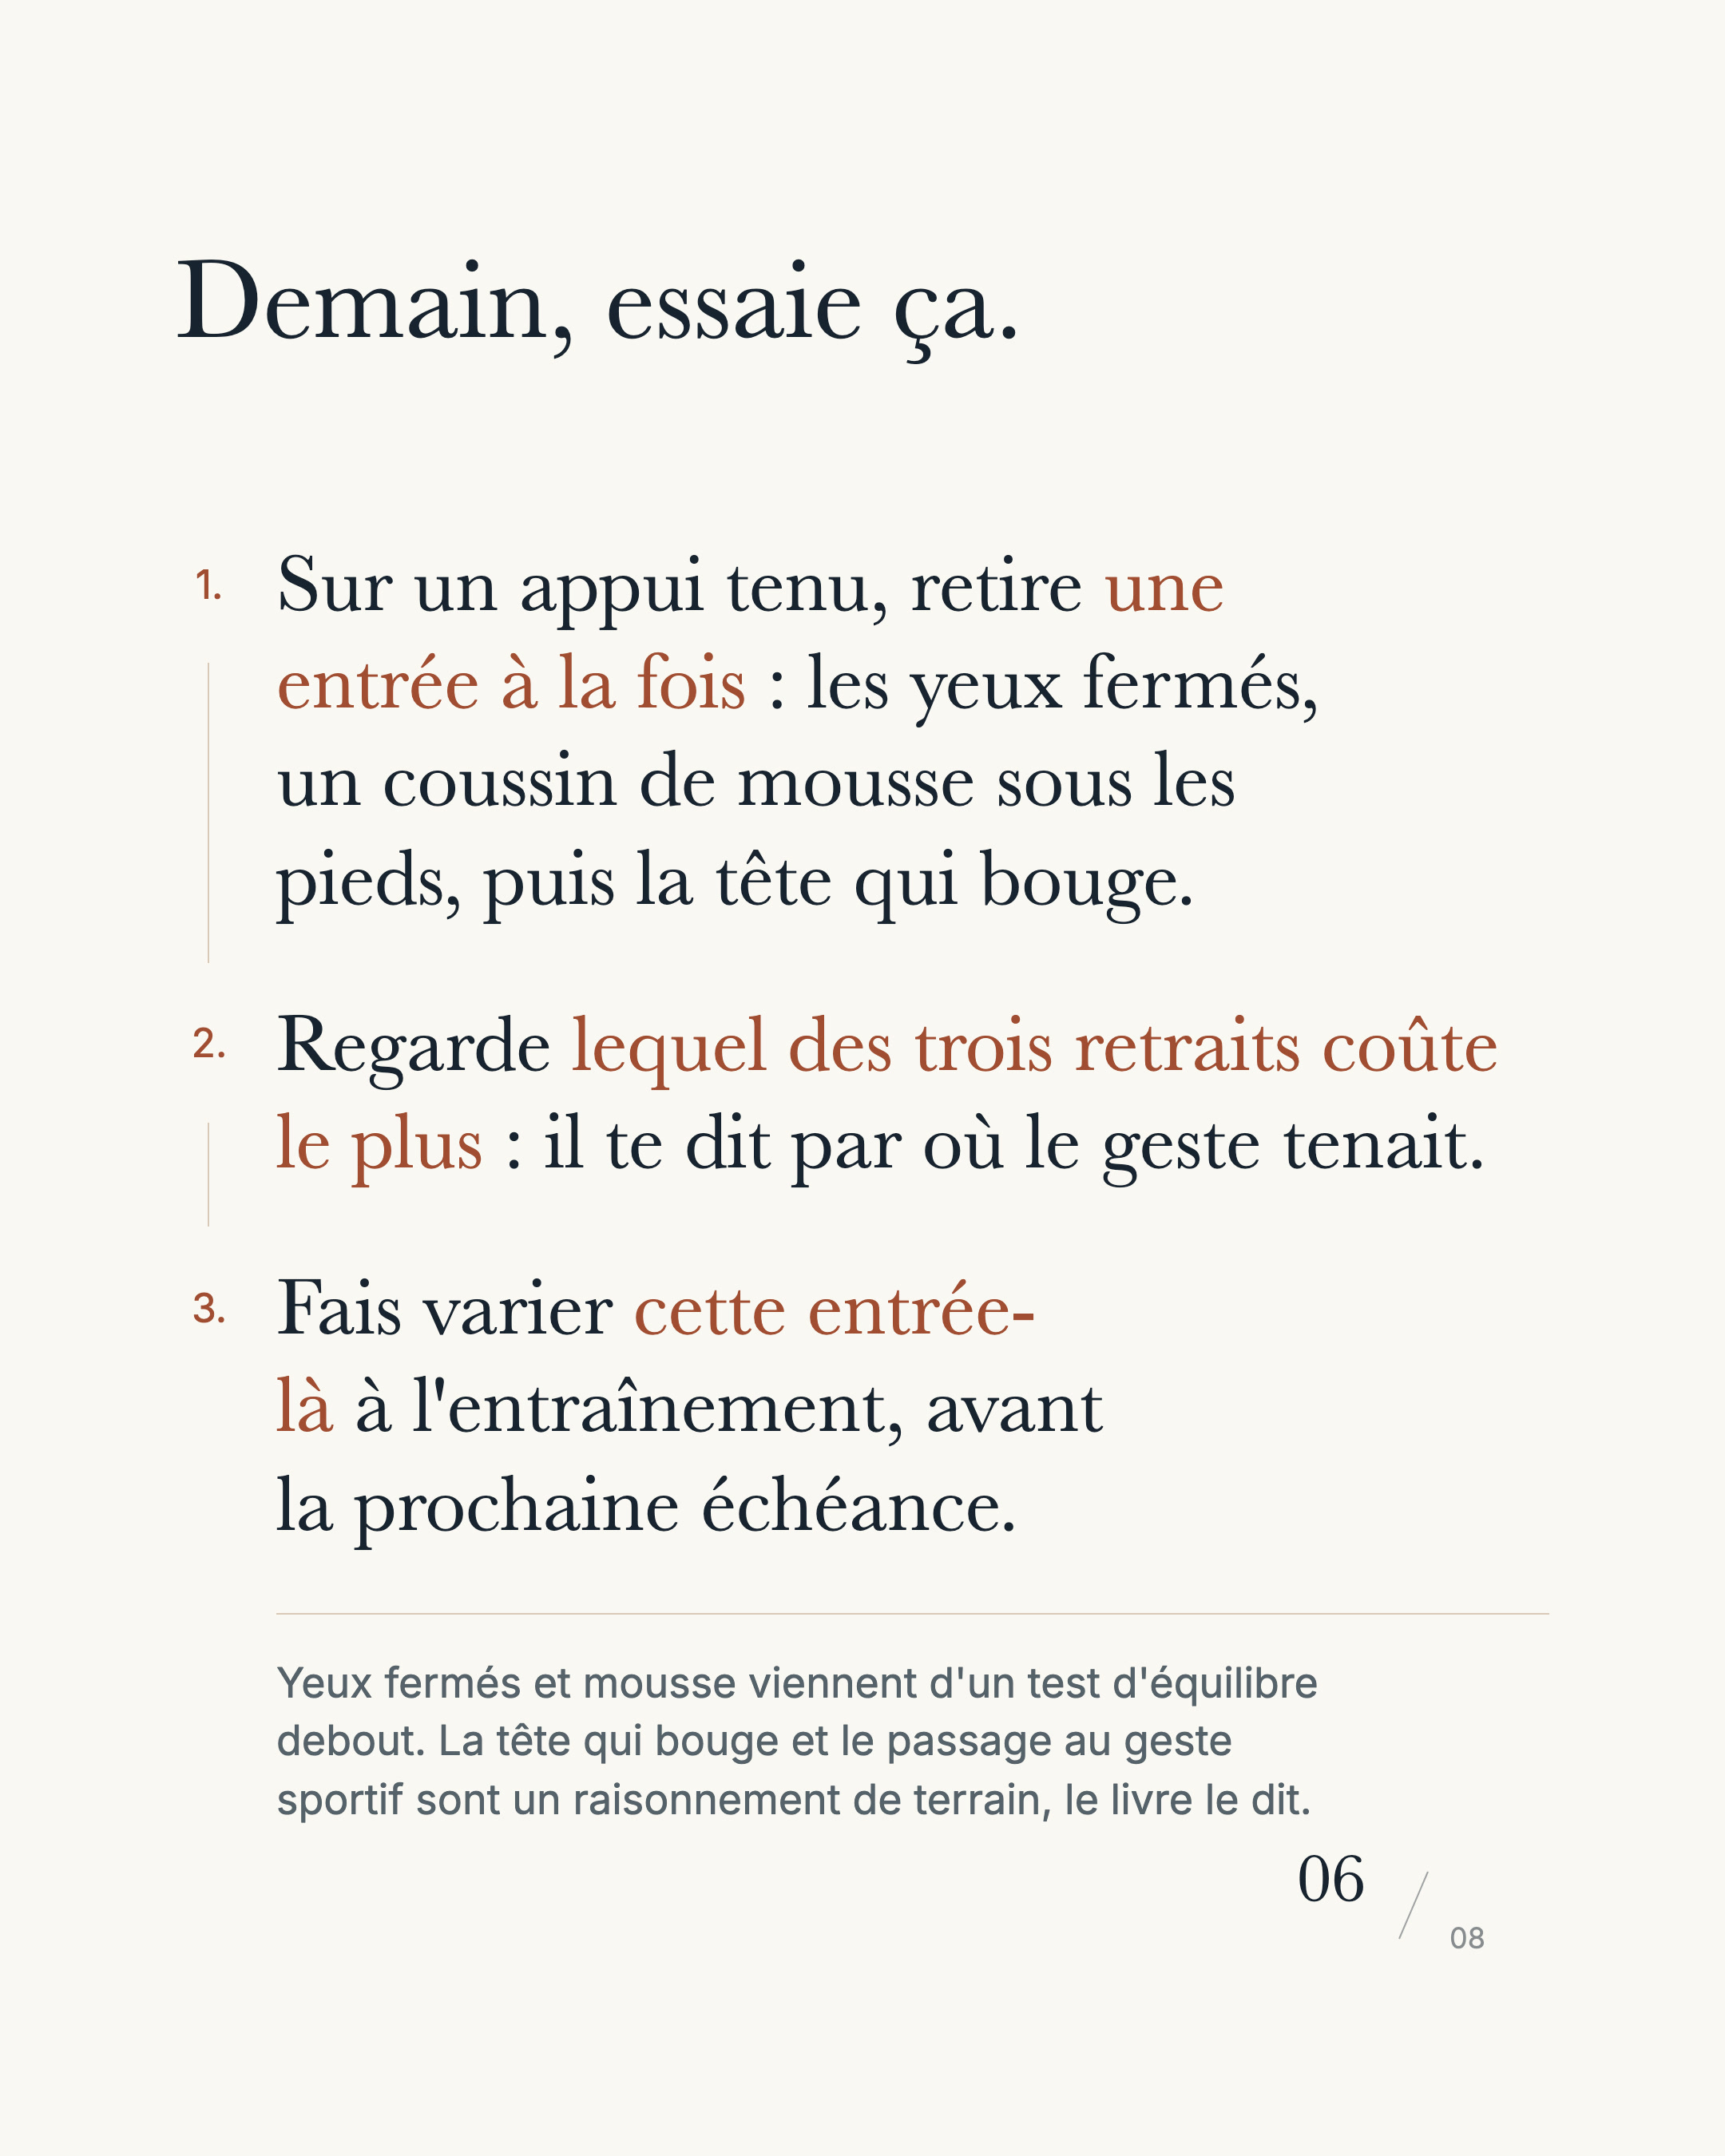 Demain, essaie ça.
1. Sur un appui tenu, retire une
entrée à la fois : les yeux fermés,
un coussin de mousse sous les
pieds, puis la tête qui bouge.
2. Regarde lequel des trois retraits coûte
le plus : il te dit par où le geste tenait.
3. Fais varier cette entrée-
là à l'entraînement, avant
la prochaine échéance.
Yeux fermés et mousse viennent d'un test d'équilibre
debout. La tête qui bouge et le passage au geste
sportif sont un raisonnement de terrain, le livre le dit.
06 / 08